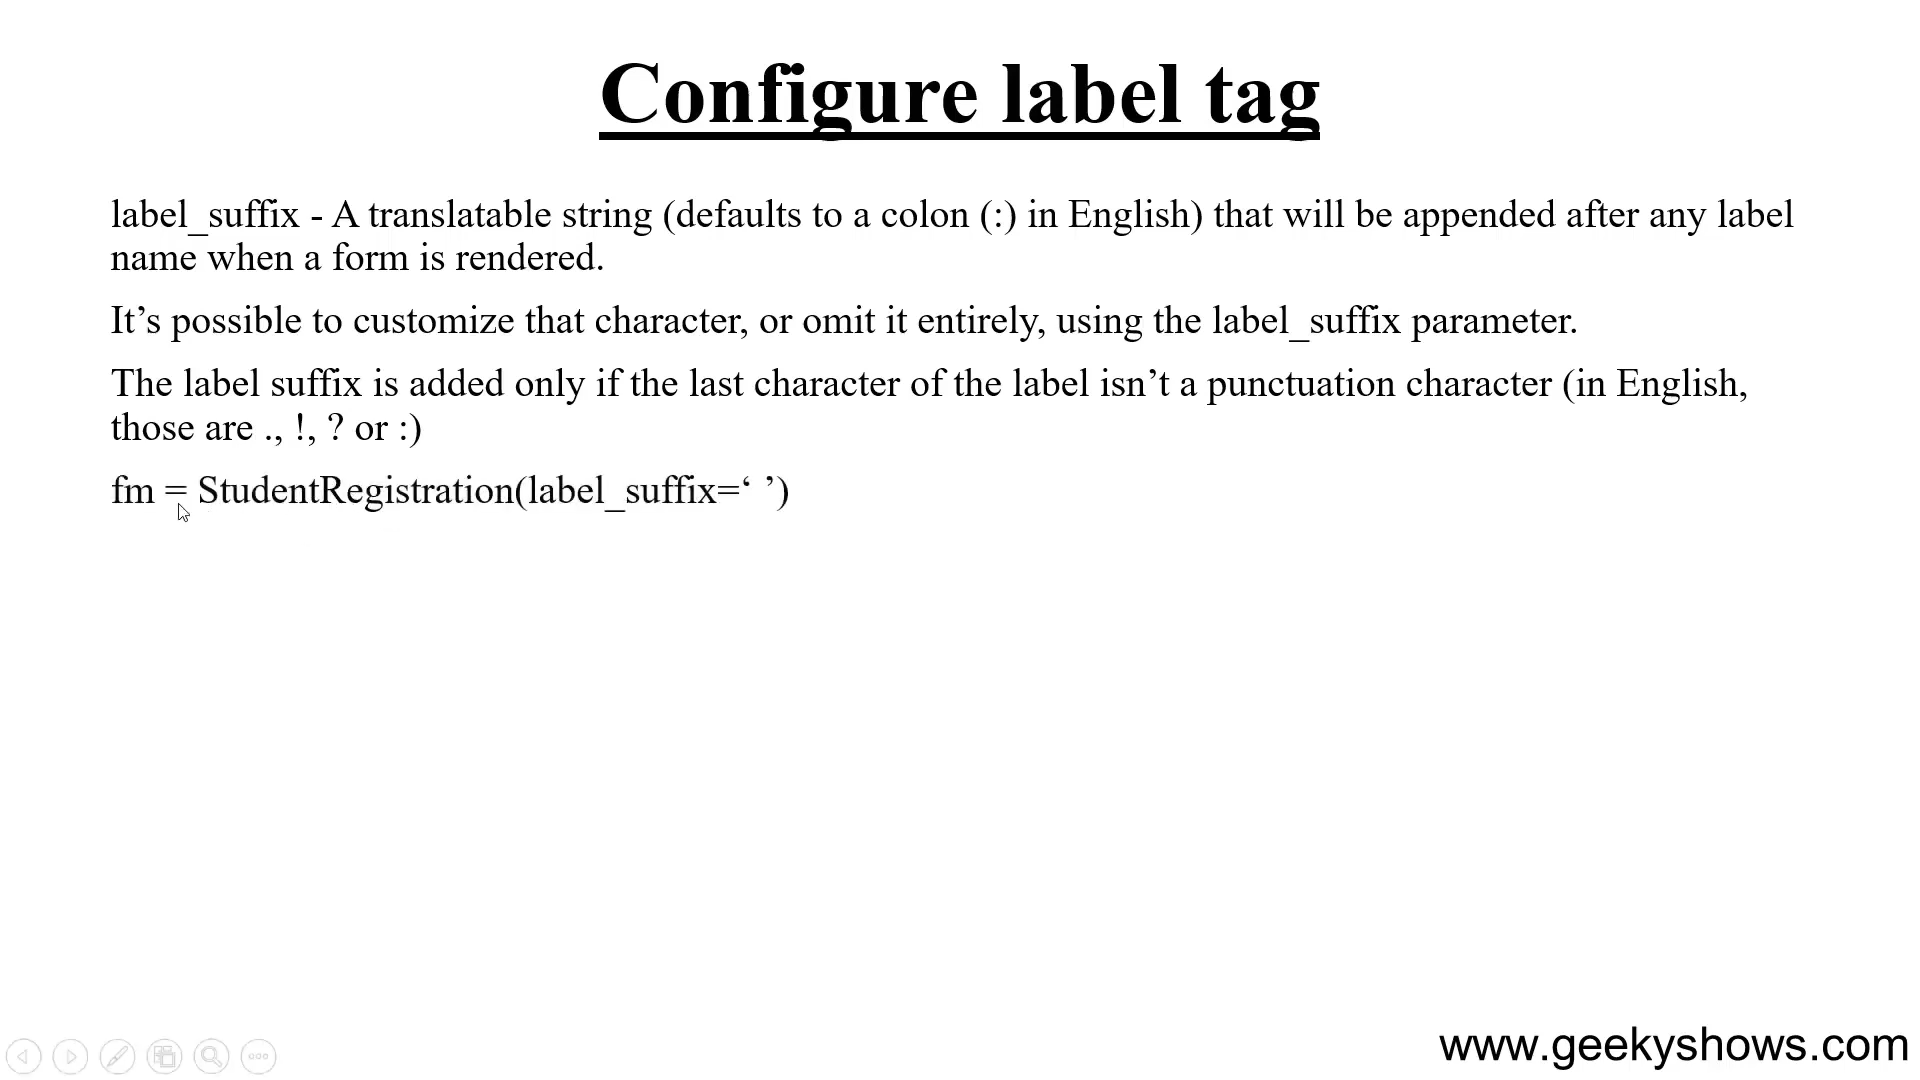 Configure label tag
label_suffix - A translatable string (defaults to a colon (:) in English) that will be appended after any label
name when a form is rendered.
It’s possible to customize that character, or omit it entirely, using the label_suffix parameter.
The label suffix is added only if the last character of the label isn’t a punctuation character (in English,
those are ., !, ? or :)
fm = StudentRegistration(label_suffix=‘ ’)
www.geekyshows.com